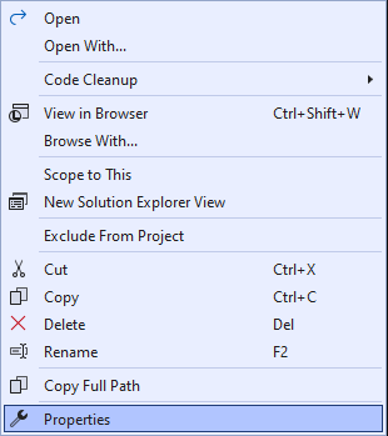 Open
Open With...
Code Cleanup
View in Browser Ctrl+Shift+W
Browse With...
Scope to This
New Solution Explorer View
Exclude From Project
Cut Ctrl+X
Copy Ctrl+C
Delete Del
Rename F2
Copy Full Path
Properties